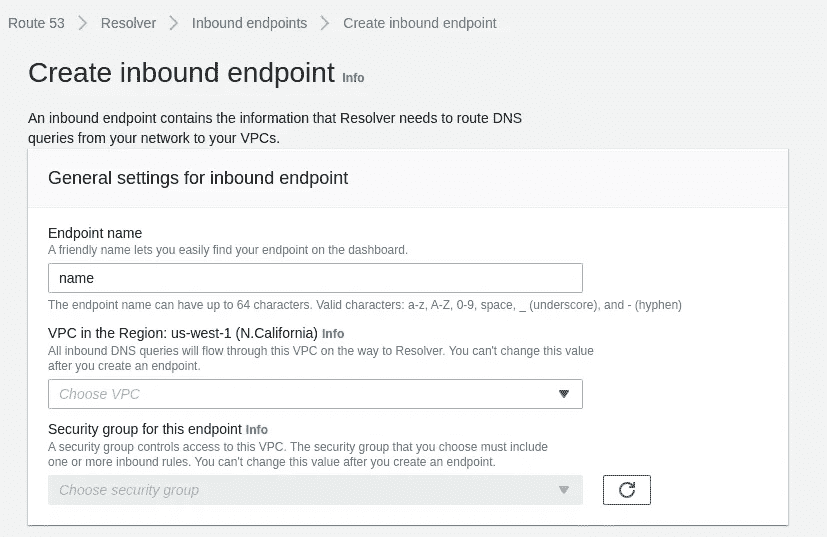 Route 53 Resolver Inbound endpoints Create inbound endpoint
Create inbound endpoint Info
An inbound endpoint contains the information that Resolver needs to route DNS
queries from your network to your VPCs.
General settings for inbound endpoint
Endpoint name
A friendly name lets you easily find your endpoint on the dashboard.
name
The endpoint name can have up to 64 characters. Valid characters: a-z, A-Z, 0-9, space, _ (underscore), and - (hyphen)
VPC in the Region: us-west-1 (N.California) Info
All inbound DNS queries will flow through this VPC on the way to Resolver. You can't change this value
after you create an endpoint.
Choose VPC
Security group for this endpoint Info
A security group controls access to this VPC. The security group that you choose must include
one or more inbound rules. You can't change this value after you create an endpoint.
Choose security group